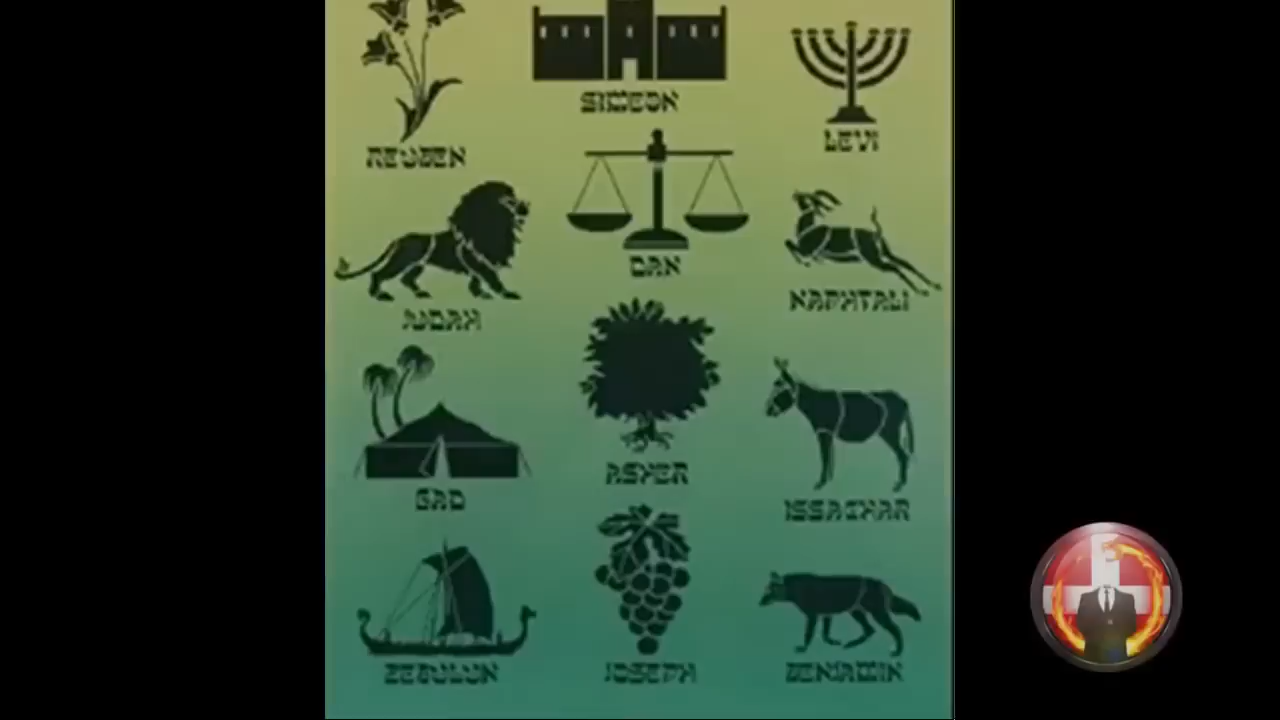 SIMEON
LEVI
REUBEN
DAN
NAPHTALI
JUDAH
ASHER
GAD
ISSACHAR
ZEBULUN
JOSEPH
BENJAMIN